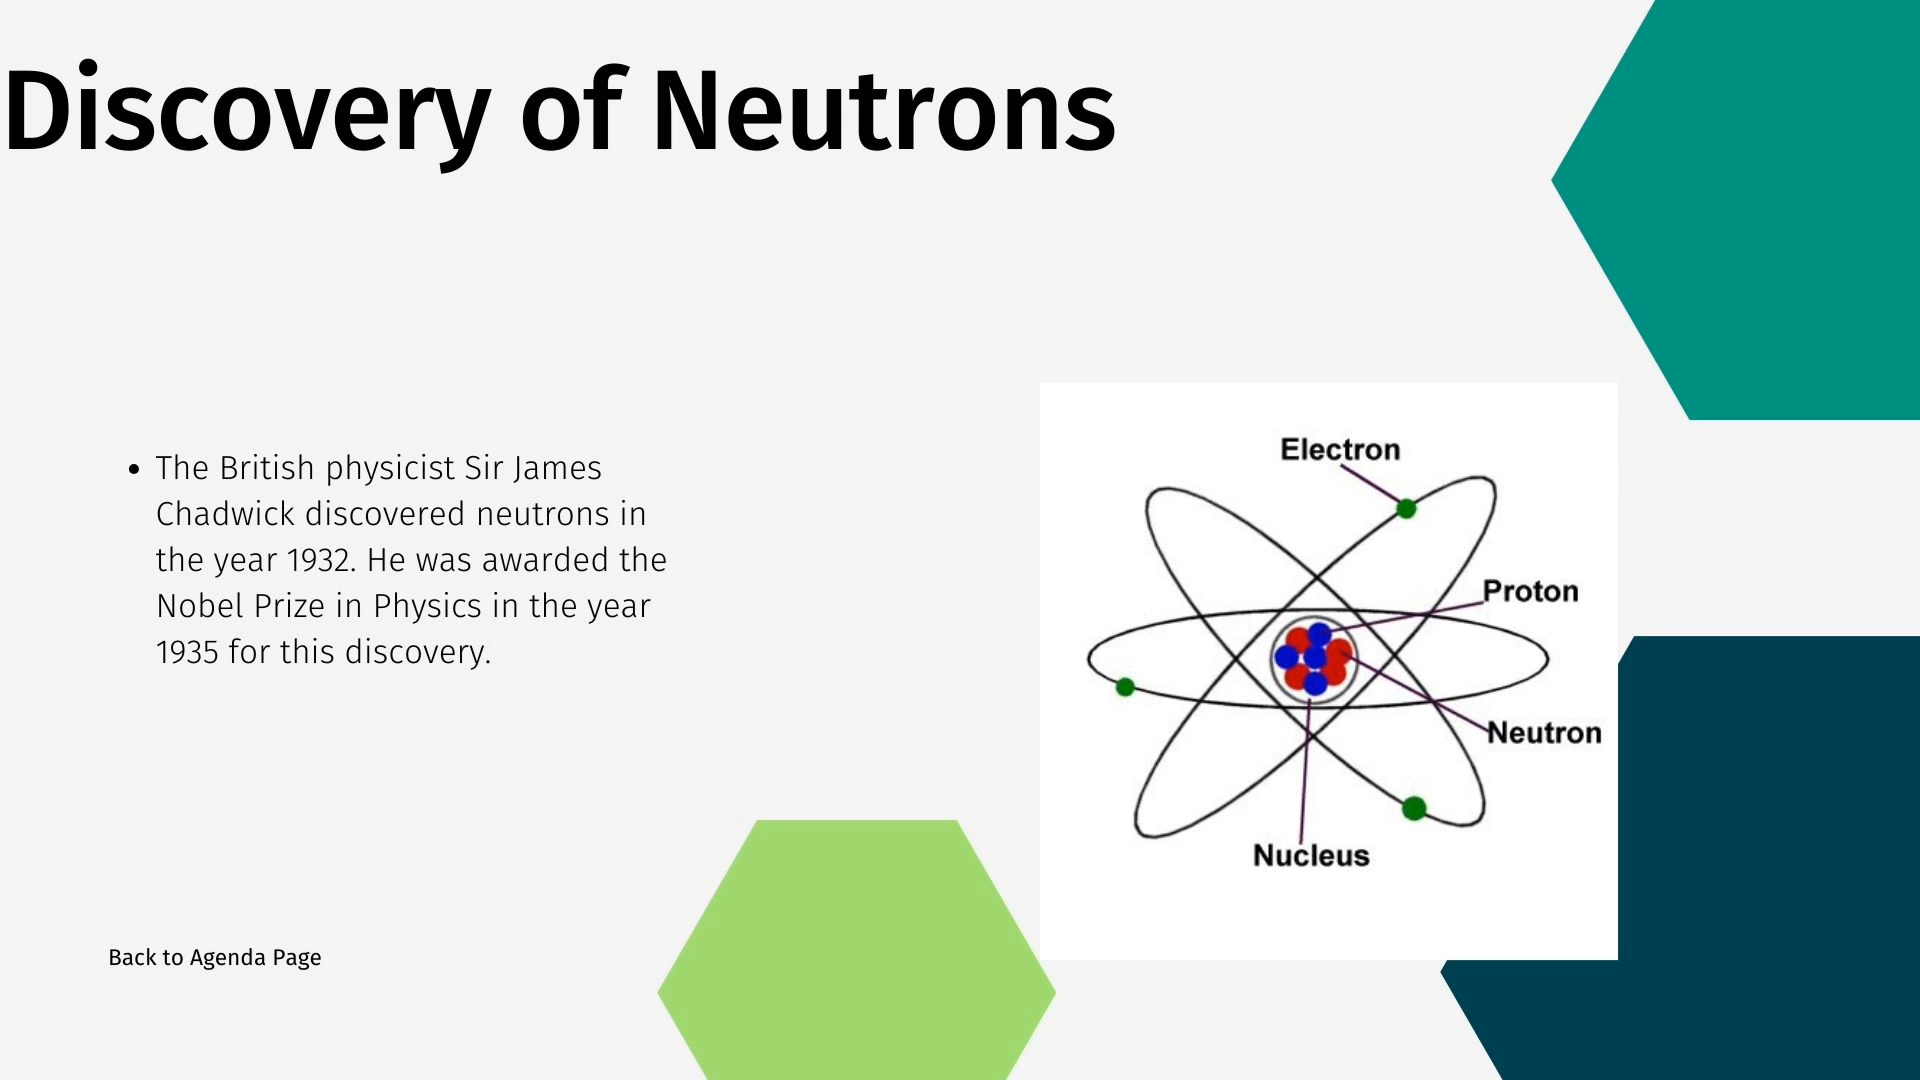 Discovery of Neutrons
• The British physicist Sir James
Chadwick discovered neutrons in
the year 1932. He was awarded the
Nobel Prize in Physics in the year
1935 for this discovery.
Electron
Proton
Neutron
Nucleus
Back to Agenda Page